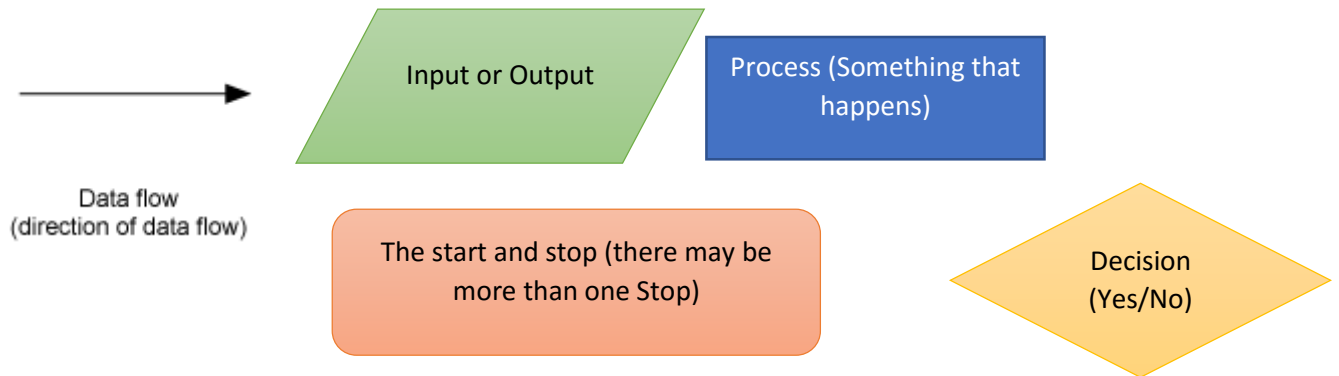 Input or Output
Process (Something that
happens)
Data flow
(direction of data flow)
The start and stop (there may be
more than one Stop)
Decision
(Yes/No)